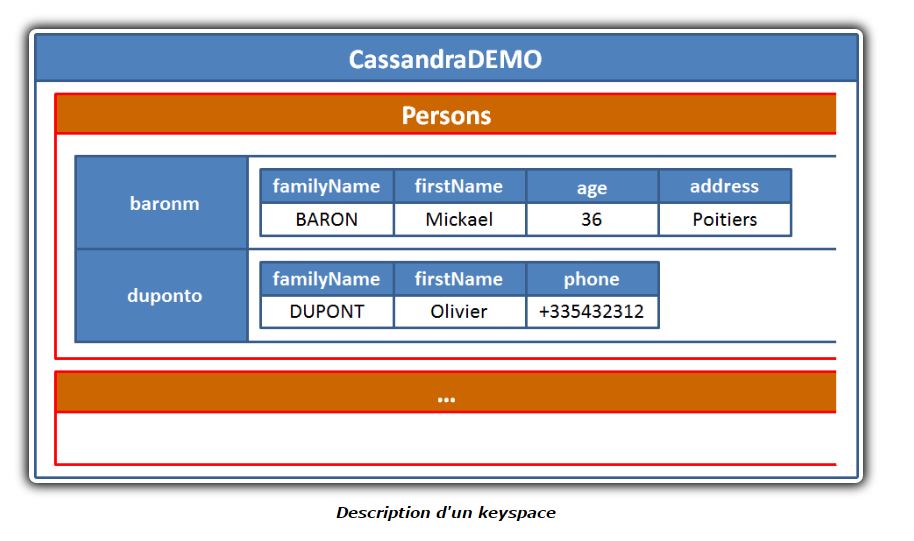 CassandraDEMO
Persons
baronm
familyName firstName age address
BARON Mickael 36 Poitiers
duponto
familyName firstName phone
DUPONT Olivier +335432312
...
Description d'un keyspace